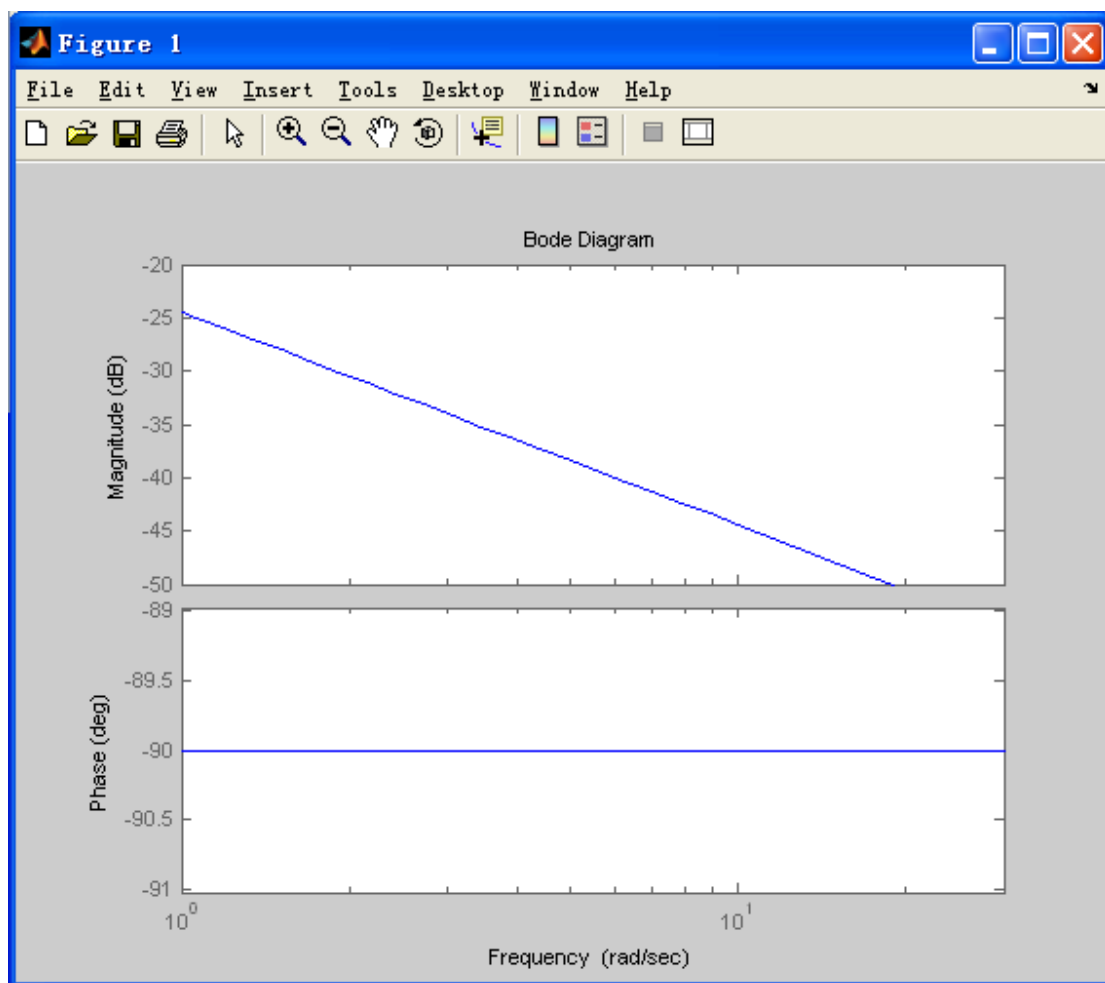 Figure 1
File Edit View Insert Tools Desktop Window Help
Bode Diagram
Magnitude (dB)
-20
-25
-30
-35
-40
-45
-50
Phase (deg)
-89
-89.5
-90
-90.5
-91
10^0
10^1
Frequency (rad/sec)